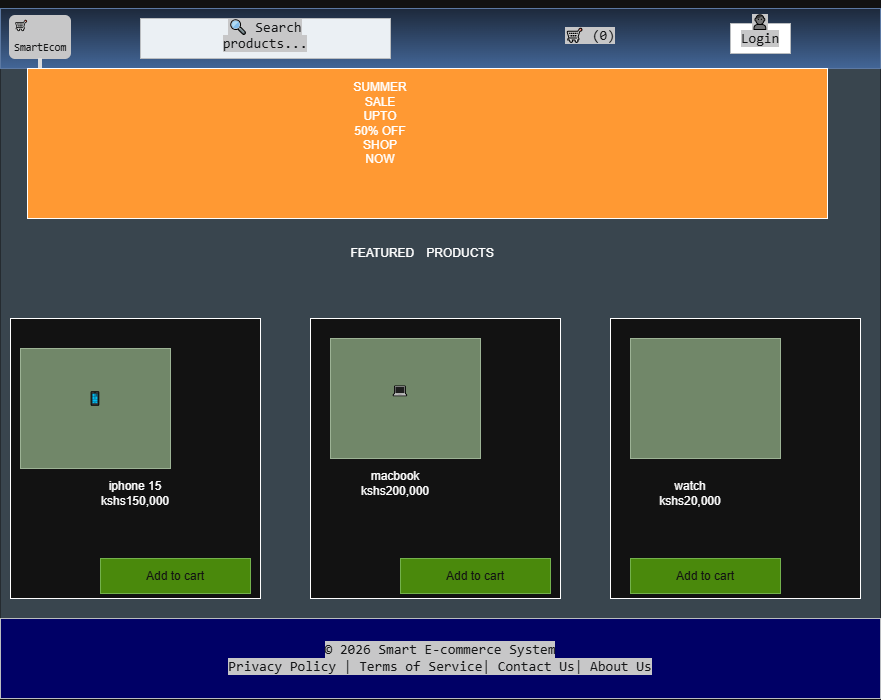 SmartEcom
Search
products...
(0)
Login
SUMMER
SALE
UPTO
50% OFF
SHOP
NOW
FEATURED PRODUCTS
iphone 15
kshs150,000
Add to cart
macbook
kshs200,000
Add to cart
watch
kshs20,000
Add to cart
© 2026 Smart E-commerce System
Privacy Policy | Terms of Service| Contact Us| About Us